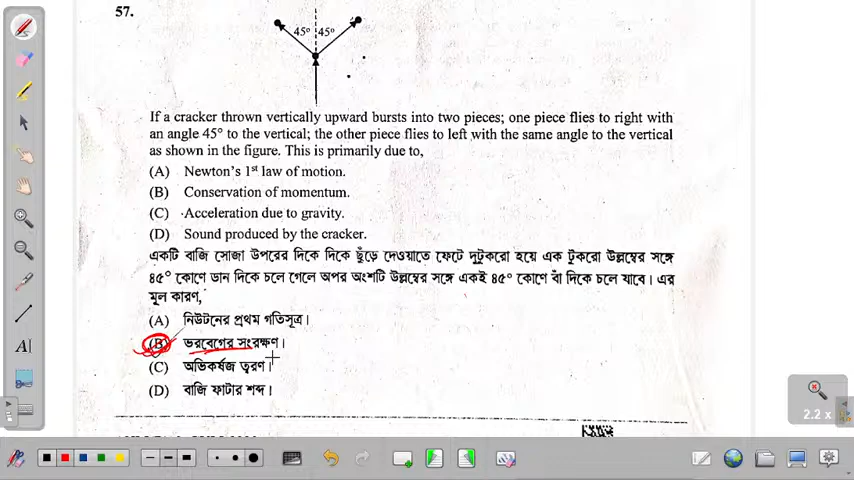 57.
45° 45°
If a cracker thrown vertically upward bursts into two pieces; one piece flies to right with
an angle 45° to the vertical; the other piece flies to left with the same angle to the vertical
as shown in the figure. This is primarily due to,
(A) Newton's 1st law of motion.
(B) Conservation of momentum.
(C) Acceleration due to gravity.
(D) Sound produced by the cracker.
একটি বাজি সোজা উপরের দিকে দিকে ছুঁড়ে দেওয়াতে ফেটে দুটুকরো হয়ে এক টুকরো উল্লম্বের সঙ্গে
৪৫° কোণে ডান দিকে চলে গেলে অপর অংশটি উল্লম্বের সঙ্গে একই ৪৫° কোণে বাঁ দিকে চলে যাবে। এর
মূল কারণ,
(A) নিউটনের প্রথম গতিসূত্র।
(B) ভরবেগের সংরক্ষণ।
(C) অভিকর্ষজ ত্বরণ।
(D) বাজি ফাটার শব্দ।
2.2 x